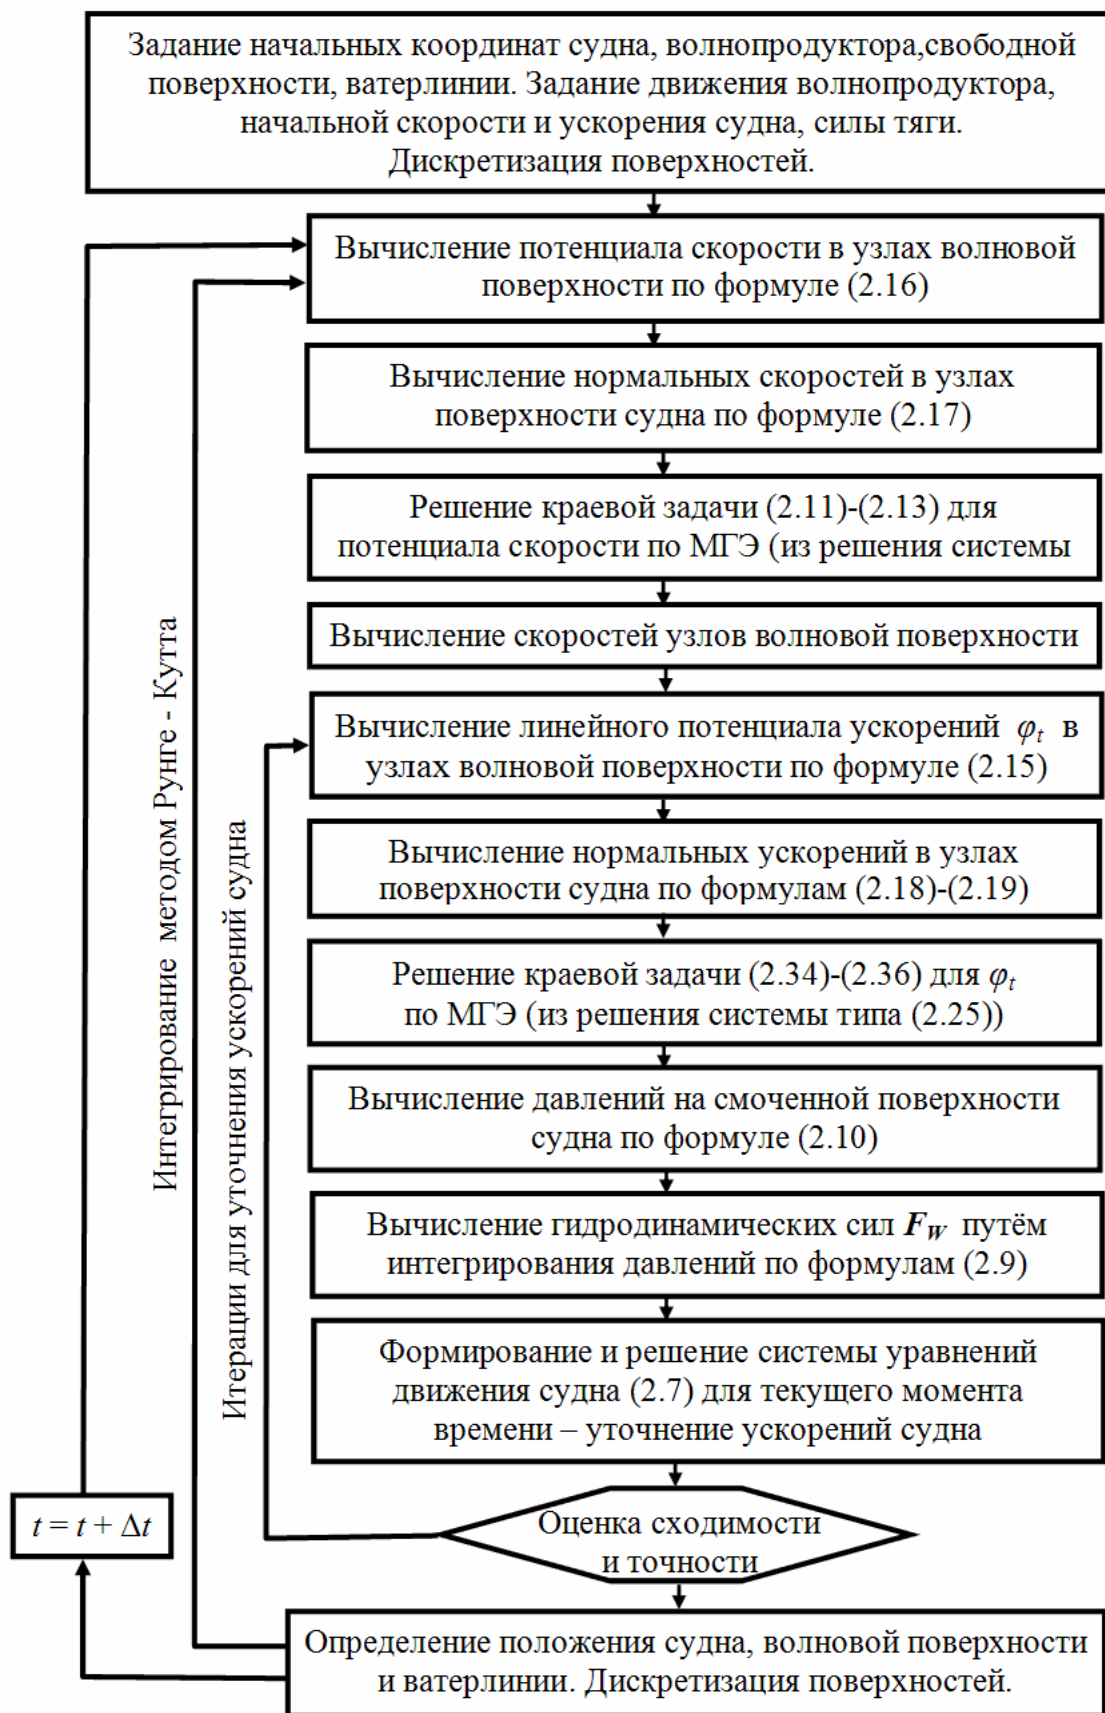 Задание начальных координат судна, волнопродуктора,свободной
поверхности, ватерлинии. Задание движения волнопродуктора,
начальной скорости и ускорения судна, силы тяги.
Дискретизация поверхностей.
Вычисление потенциала скорости в узлах волновой
поверхности по формуле (2.16)
Вычисление нормальных скоростей в узлах
поверхности судна по формуле (2.17)
Решение краевой задачи (2.11)-(2.13) для
потенциала скорости по МГЭ (из решения системы
Вычисление скоростей узлов волновой поверхности
Вычисление линейного потенциала ускорений φt в
узлах волновой поверхности по формуле (2.15)
Вычисление нормальных ускорений в узлах
поверхности судна по формулам (2.18)-(2.19)
Решение краевой задачи (2.34)-(2.36) для φt
по МГЭ (из решения системы типа (2.25))
Вычисление давлений на смоченной поверхности
судна по формуле (2.10)
Вычисление гидродинамических сил FW путём
интегрирования давлений по формулам (2.9)
Формирование и решение системы уравнений
движения судна (2.7) для текущего момента
времени – уточнение ускорений судна
Оценка сходимости
и точности
Определение положения судна, волновой поверхности
и ватерлинии. Дискретизация поверхностей.
t = t + Δt
Интегрирование методом Рунге - Кутта
Итерации для уточнения ускорений судна